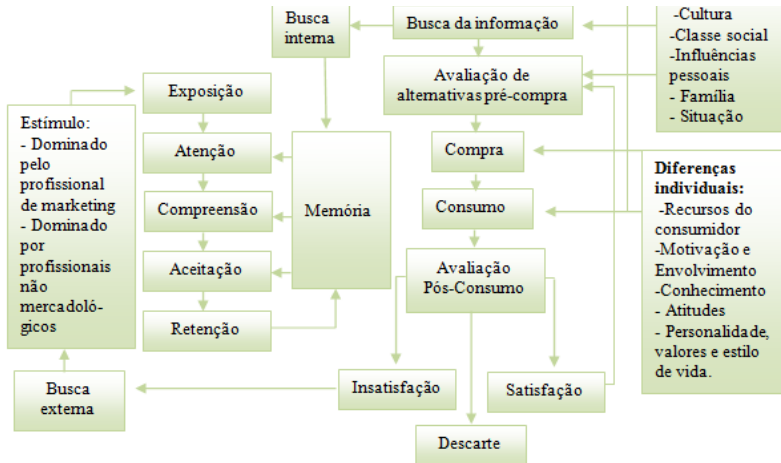 Busca
interna
Busca da informação
-Cultura
-Classe social
-Influências
pessoais
- Família
- Situação
Exposição
Avaliação de
alternativas pré-compra
Estímulo:
- Dominado
pelo
profissional
de marketing
- Dominado
por
profissionais
não
mercadoló-
gicos
Atenção
Compra
Compreensão
Memória
Consumo
Diferenças
individuais:
-Recursos do
consumidor
-Motivação e
Envolvimento
-Conhecimento
- Atitudes
- Personalidade,
valores e estilo
de vida.
Aceitação
Avaliação
Pós-Consumo
Retenção
Busca
externa
Insatisfação
Satisfação
Descarte